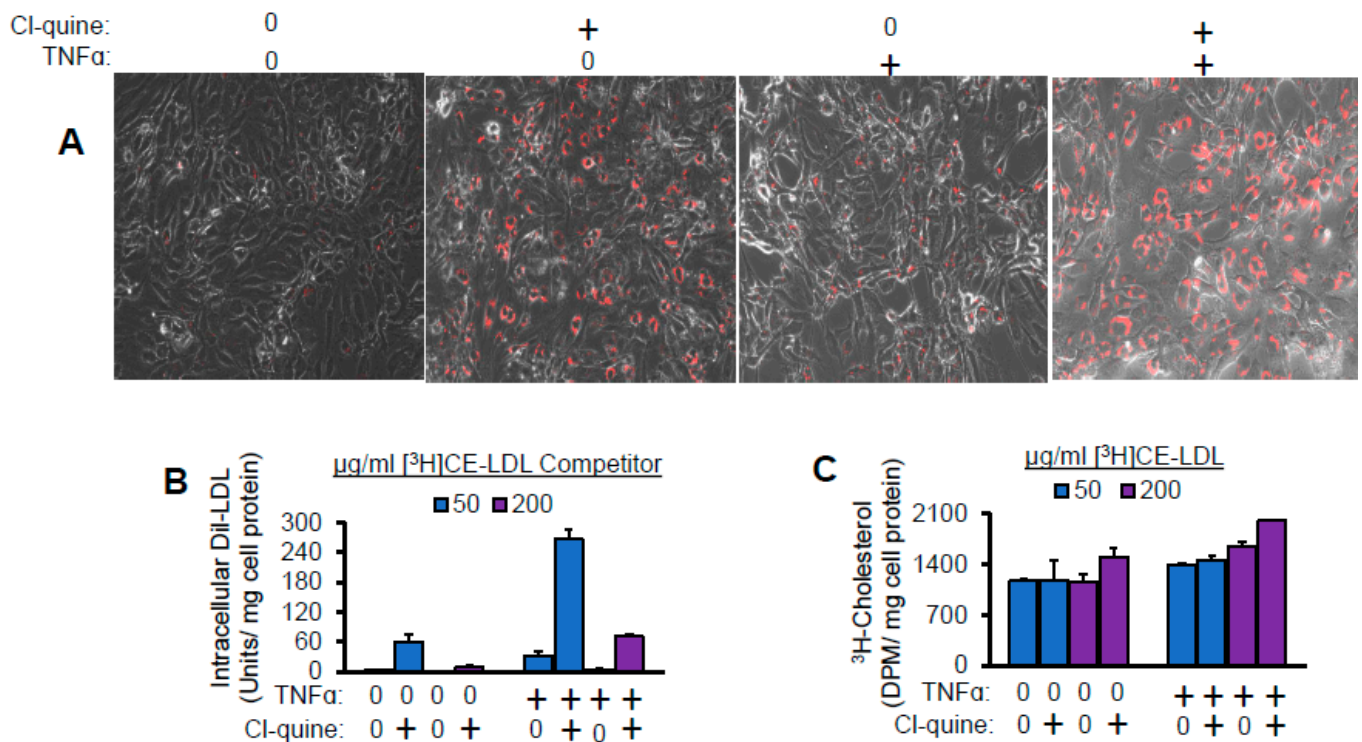 Cl-quine: 0 + 0 +
TNFα: 0 0 + +
A
B
µg/ml [³H]CE-LDL Competitor
50 200
Intracellular Dil-LDL
(Units/ mg cell protein)
300
240
180
120
60
0
TNFα: 0 0 0 0 + + + +
Cl-quine: 0 + 0 + 0 + 0 +
C
µg/ml [³H]CE-LDL
50 200
³H-Cholesterol
(DPM/ mg cell protein)
2100
1400
700
0
TNFα: 0 0 0 0 + + + +
Cl-quine: 0 + 0 + 0 + 0 +